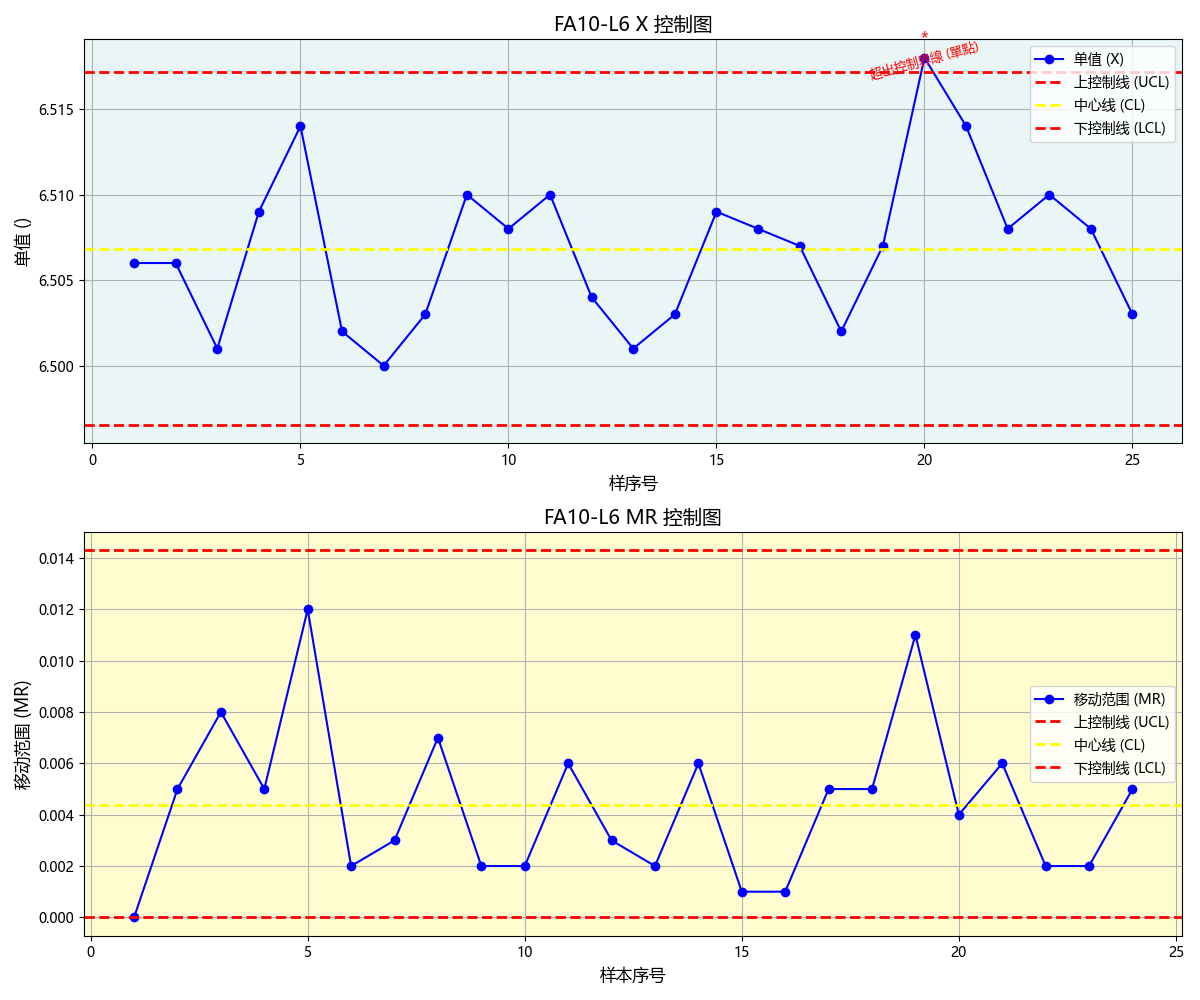 FA10-L6 X 控制图
*
超出控制界線 (單點)
单值 (X)
上控制线 (UCL)
中心线 (CL)
下控制线 (LCL)
6.515
6.510
6.505
6.500
单值 ()
0 5 10 15 20 25
样序号
FA10-L6 MR 控制图
移动范围 (MR)
上控制线 (UCL)
中心线 (CL)
下控制线 (LCL)
0.014
0.012
0.010
0.008
0.006
0.004
0.002
0.000
移动范围 (MR)
0 5 10 15 20 25
样本序号